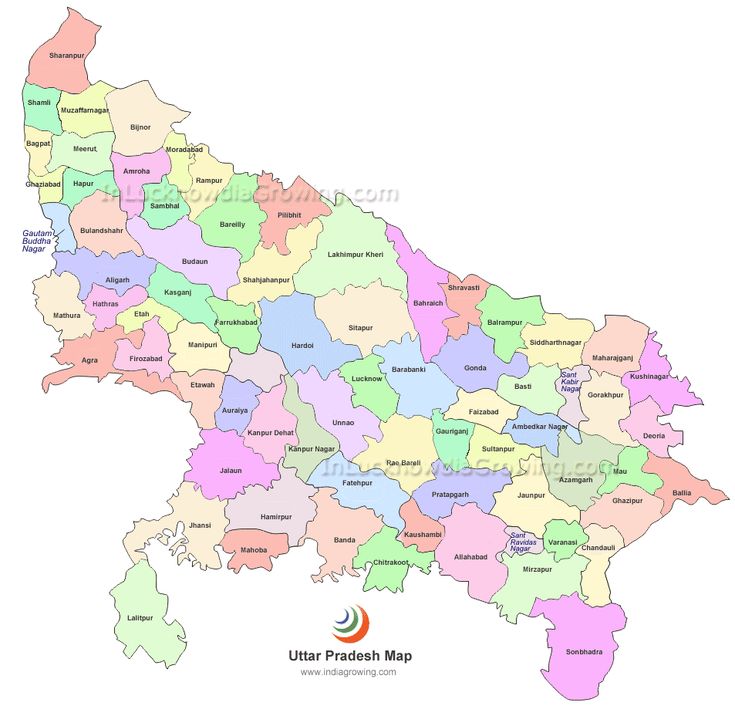 Sharanpur
Shamli
Muzaffarnagar
Bijnor
Bagpat
Meerut
Moradabad
Ghaziabad
Hapur
Amroha
Rampur
InLucknowdiaGrowing.com
Sambhal
Bareilly
Pilibhit
Gautam
Buddha
Nagar
Bulandshahr
Budaun
Lakhimpur Kheri
Aligarh
Shahjahanpur
Shravasti
Kasganj
Bahraich
Mathura
Hathras
Etah
Farrukhabad
Sitapur
Balrampur
Siddharthnagar
Manipuri
Hardoi
Agra
Firozabad
Maharajganj
Gonda
Barabanki
Lucknow
Etawah
Basti
Sant
Kabir
Nagar
Kushinagar
Gorakhpur
Auraiya
Unnao
Faizabad
Kanpur Dehat
Gauriganj
Ambedkar Nagar
Deoria
Kanpur Nagar
Sultanpur
Rae Bareli
InLucknowdiaGrowing.com
Jalaun
Mau
Azamgarh
Fatehpur
Pratapgarh
Jaunpur
Ballia
Ghazipur
Hamirpur
Jhansi
Kaushambi
Sant
Ravidas
Nagar
Banda
Varanasi
Chandauli
Mahoba
Allahabad
Chitrakoot
Mirzapur
Lalitpur
Sonbhadra
Uttar Pradesh Map
www.indiagrowing.com